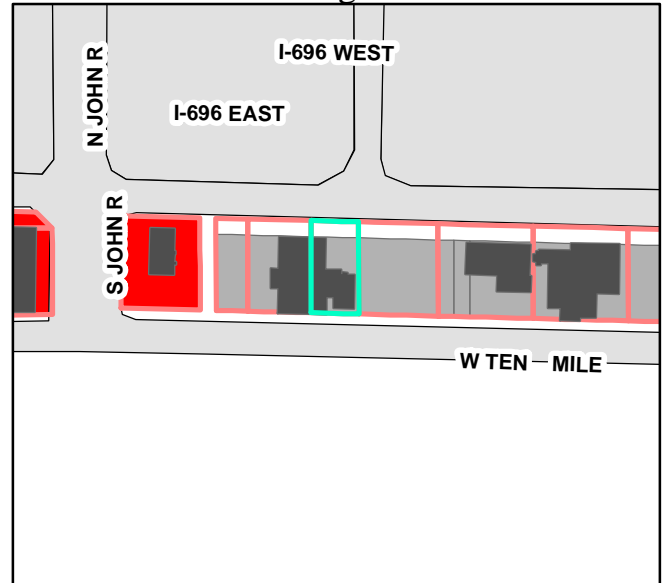 I-696 WEST
N JOHN R
I-696 EAST
S JOHN R
W TEN MILE